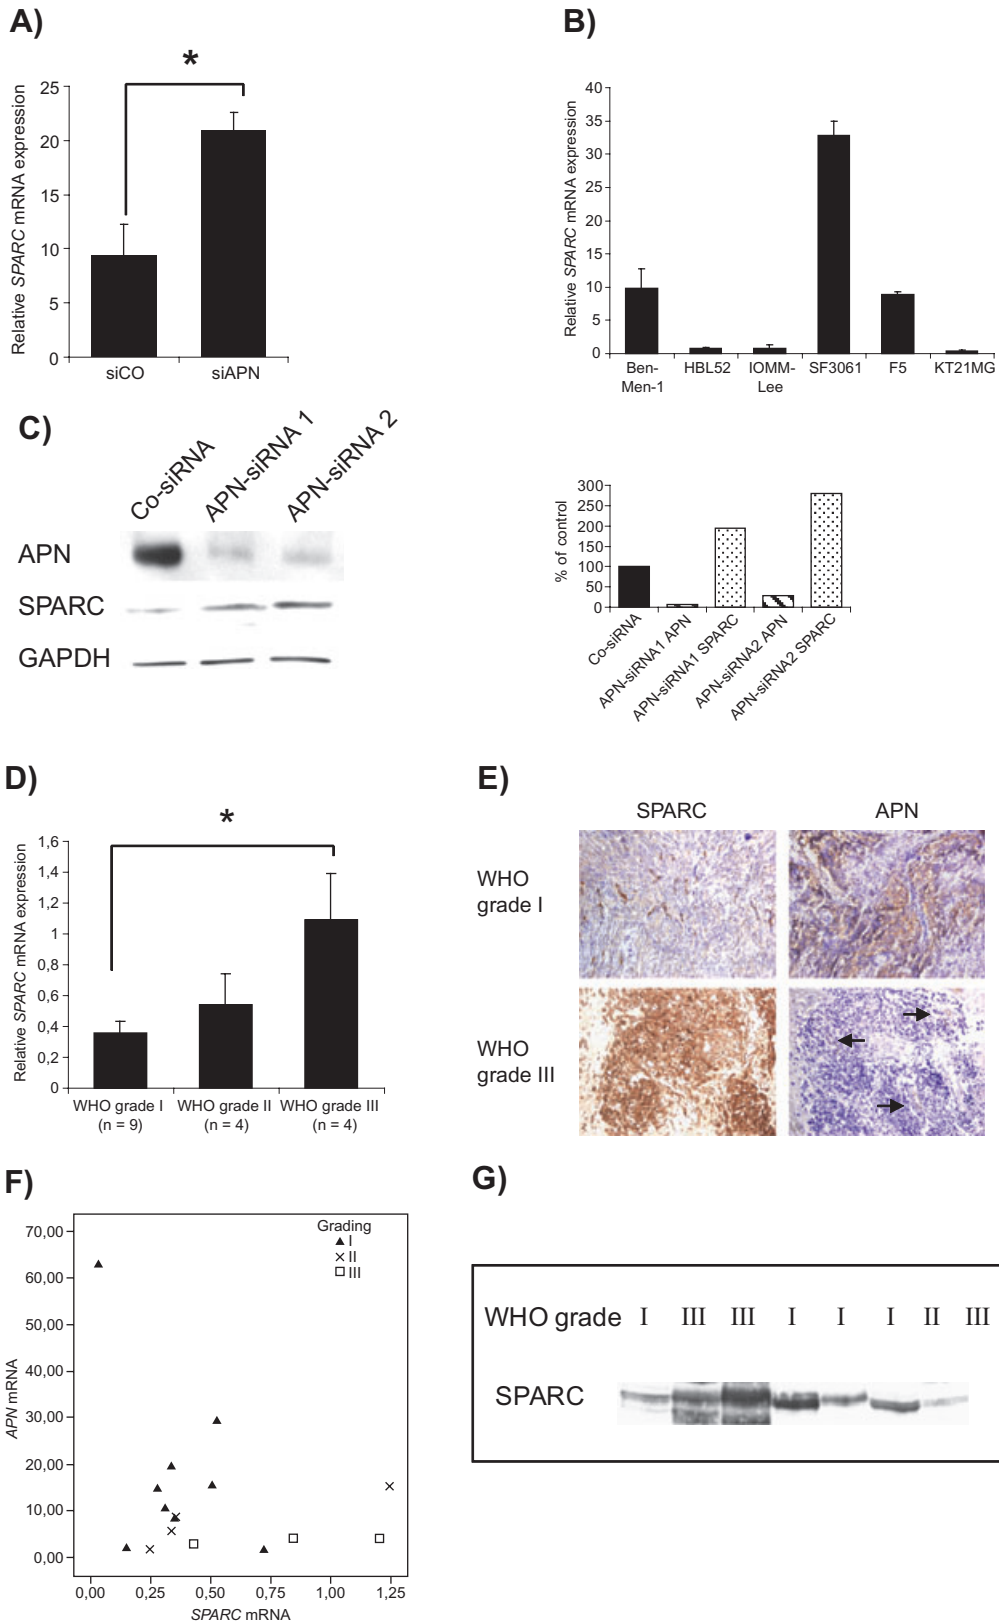 A)
*
Relative SPARC mRNA expression
25
20
15
10
5
0
siCO
siAPN
B)
Relative SPARC mRNA expression
40
35
30
25
20
15
10
5
0
Ben-
Men-1
HBL52
IOMM-
Lee
SF3061
F5
KT21MG
C)
Co-siRNA
APN-siRNA 1
APN-siRNA 2
APN
SPARC
GAPDH
% of control
300
250
200
150
100
50
0
Co-siRNA
APN-siRNA1 APN
APN-siRNA1 SPARC
APN-siRNA2 APN
APN-siRNA2 SPARC
D)
*
Relative SPARC mRNA expression
1,6
1,4
1,2
1
0,8
0,6
0,4
0,2
0
WHO grade I
(n = 9)
WHO grade II
(n = 4)
WHO grade III
(n = 4)
E)
SPARC
APN
WHO
grade I
WHO
grade III
F)
APN mRNA
70,00
60,00
50,00
40,00
30,00
20,00
10,00
0,00
Grading
I
II
III
0,00
0,25
0,50
0,75
1,00
1,25
SPARC mRNA
G)
WHO grade I III III I I I II III
SPARC